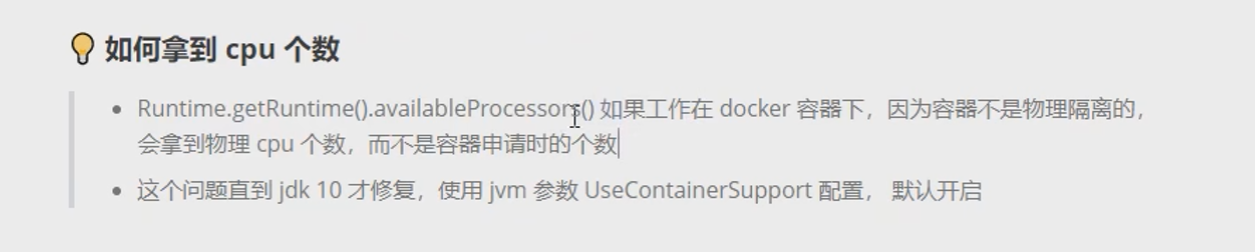 如何拿到 cpu 个数
Runtime.getRuntime().availableProcessors() 如果工作在 docker 容器下，因为容器不是物理隔离的，
会拿到物理 cpu 个数，而不是容器申请时的个数
这个问题直到 jdk 10 才修复，使用 jvm 参数 UseContainerSupport 配置， 默认开启